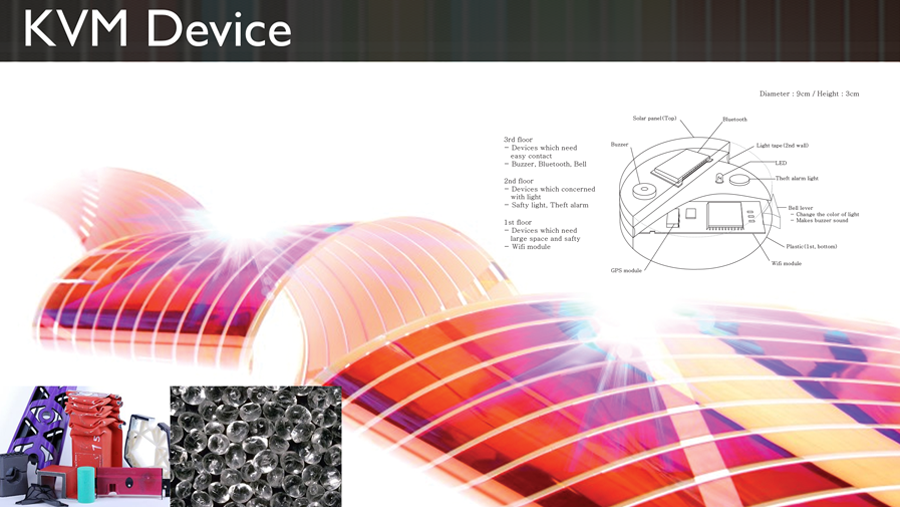 KVM Device
Diameter : 9cm / Height : 3cm
3rd floor
- Devices which need
easy contact
- Buzzer, Bluetooth, Bell
2nd floor
- Devices which concerned
with light
- Safty light, Theft alarm
1st floor
- Devices which need
large space and safty
- Wifi module
Solar panel(Top)
Bluetooth
Buzzer
Light tape(2nd wall)
LED
Theft alarm light
Bell lever
- Change the color of light
- Makes buzzer sound
Plastic(1st, bottom)
Wifi module
GPS module